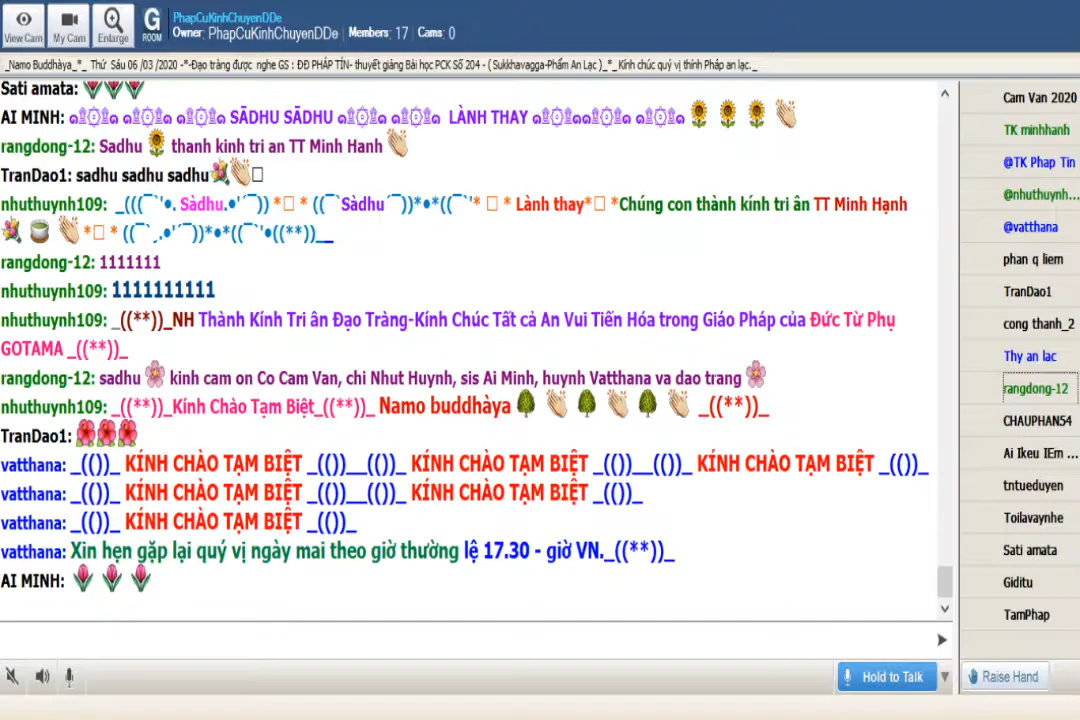 View Cam
My Cam
Enlarge
G
ROOM
PhapCuKinhChuyenDDe
Owner: PhapCuKinhChuyenDDe Members: 17 Cams: 0
_Namo Buddhàya_*_ Thứ Sáu 06 /03 /2020 -*-Đạo tràng được nghe GS : ĐĐ PHÁP TÍN- thuyết giảng Bài học PCK Số 204 - ( Sukkhavagga-Phẩm An Lạc )_*_Kính chúc quý vị thính Pháp an lạc._
Sati amata:
AI MINH: SĀDHU SĀDHU LÀNH THAY
rangdong-12: Sadhu thanh kinh tri an TT Minh Hanh
TranDao1: sadhu sadhu sadhu
nhuthuynh109: _(((¯`'•. Sàdhu.•'´¯)) *▯ * ((¯`Sàdhu´¯))*•*((¯`'* ▯ * Lành thay*▯ *Chúng con thành kính tri ân TT Minh Hạnh
*▯ * ((¯`¸.•'´¯))*•*((¯`'•((**))__
rangdong-12: 1111111
nhuthuynh109: 1111111111
nhuthuynh109: _((**))_NH Thành Kính Tri ân Đạo Tràng-Kính Chúc Tất cả An Vui Tiến Hóa trong Giáo Pháp của Đức Từ Phụ
GOTAMA _((**))_
rangdong-12: sadhu kinh cam on Co Cam Van, chi Nhut Huynh, sis Ai Minh, huynh Vatthana va dao trang
nhuthuynh109: _((**))_Kính Chào Tạm Biệt_((**))_ Namo buddhàya _((**))_
TranDao1:
vatthana: _(())_ KÍNH CHÀO TẠM BIỆT _(())__(())_ KÍNH CHÀO TẠM BIỆT _(())__(())_ KÍNH CHÀO TẠM BIỆT _(())_
vatthana: _(())_ KÍNH CHÀO TẠM BIỆT _(())__(())_ KÍNH CHÀO TẠM BIỆT _(())_
vatthana: _(())_ KÍNH CHÀO TẠM BIỆT _(())_
vatthana: Xin hẹn gặp lại quý vị ngày mai theo giờ thường lệ 17.30 - giờ VN._((**))_
AI MINH:
Cam Van 2020
TK minhhanh
@TK Phap Tin
@nhuthuynh...
@vatthana
phan q liem
TranDao1
cong thanh_2
Thy an lac
rangdong-12
CHAUPHAN54
Ai Ikeu IEm ...
tntueduyen
Toilavaynhe
Sati amata
Giditu
TamPhap
Hold to Talk
Raise Hand